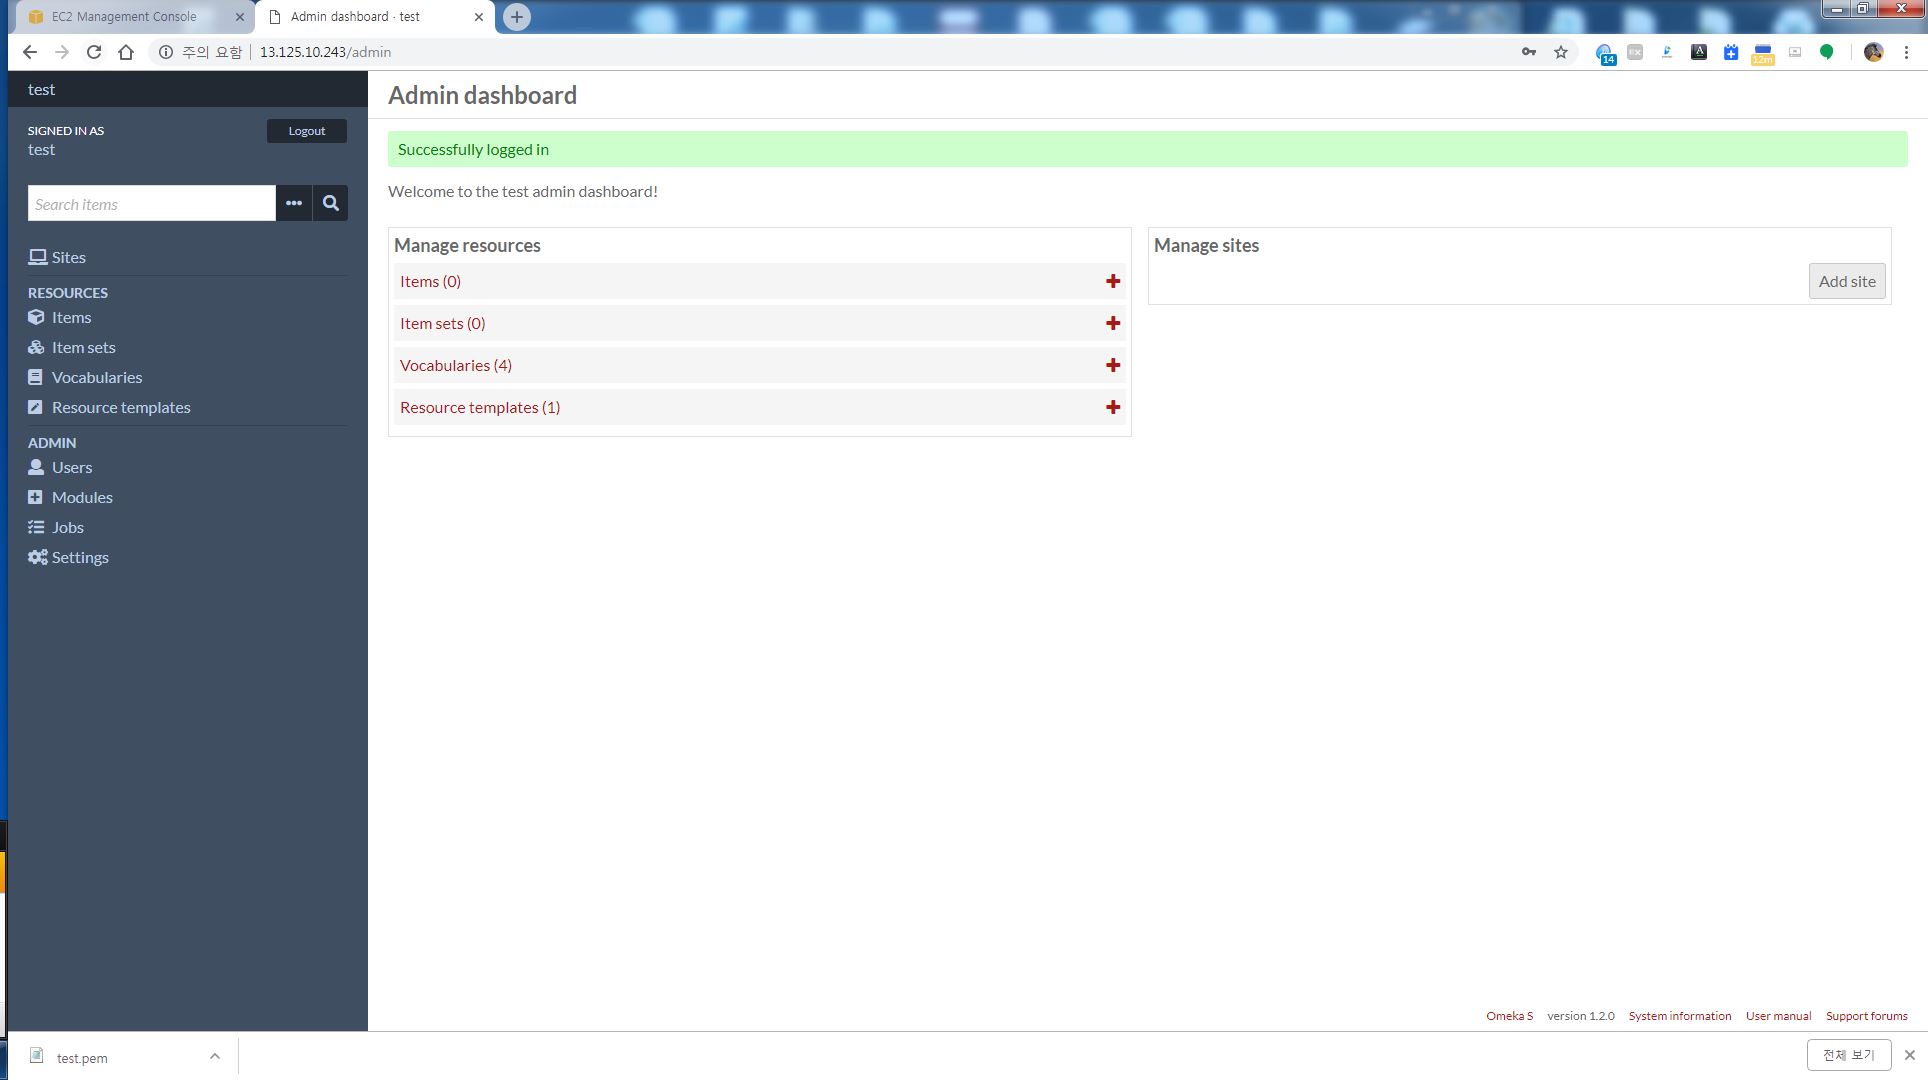 EC2 Management Console
Admin dashboard · test
주의 요함
13.125.10.243/admin
14
EX
A
12m
test
SIGNED IN AS
test
Logout
Search items
Sites
RESOURCES
Items
Item sets
Vocabularies
Resource templates
ADMIN
Users
Modules
Jobs
Settings
Admin dashboard
Successfully logged in
Welcome to the test admin dashboard!
Manage resources
Items (0)
Item sets (0)
Vocabularies (4)
Resource templates (1)
Manage sites
Add site
Omeka S version 1.2.0 System information User manual Support forums
test.pem
전체 보기